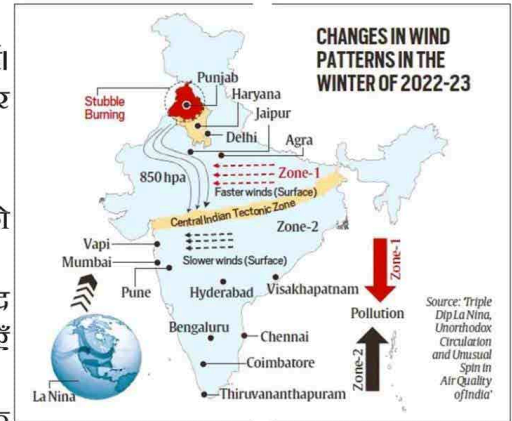 CHANGES IN WIND
PATTERNS IN THE
WINTER OF 2022-23
Punjab
Haryana
Jaipur
Stubble
Burning
Delhi
Agra
850 hpa
Zone-1
Faster winds (Surface)
Central Indian Tectonic Zone
Zone-2
Vapi
Slower winds (Surface)
Mumbai
Pune
Hyderabad
Visakhapatnam
Zone-1
Pollution
Zone-2
Bengaluru
Chennai
Coimbatore
Thiruvananthapuram
La Nina
Source: 'Triple
Dip La Nina,
Unorthodox
Circulation
and Unusual
Spin in
Air Quality
of India'